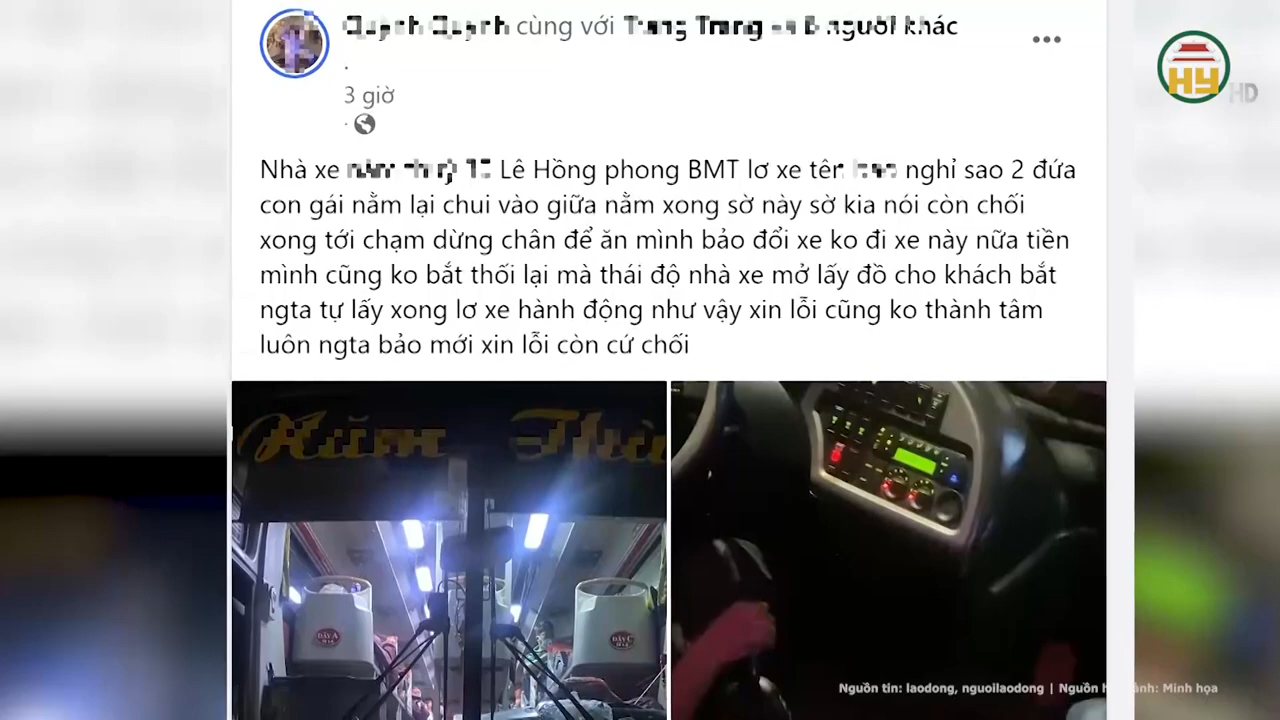 cùng với
người khác
3 giờ
Nhà xe Lê Hồng phong BMT lơ xe tên nghỉ sao 2 đứa
con gái nằm lại chui vào giữa nằm xong sờ này sờ kia nói còn chối
xong tới chạm dừng chân để ăn mình bảo đổi xe ko đi xe này nữa tiền
mình cũng ko bắt thối lại mà thái độ nhà xe mở lấy đồ cho khách bắt
ngta tự lấy xong lơ xe hành động như vậy xin lỗi cũng ko thành tâm
luôn ngta bảo mới xin lỗi còn cứ chối
HY HD
DÃY A
DÃY C
Nguồn tin: laodong, nguoilaodong | Nguồn hình ảnh: Minh họa